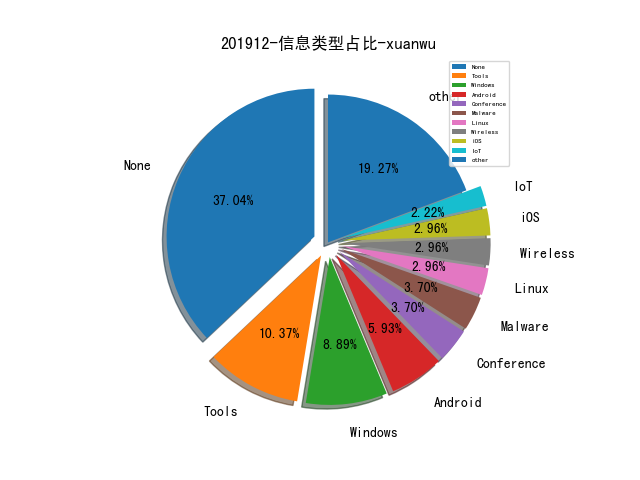 201912-信息类型占比-xuanwu
None
Tools
Windows
Android
Conference
Malware
Linux
Wireless
iOS
IoT
other
other
19.27%
None
37.04%
IoT
2.22%
iOS
2.96%
Wireless
2.96%
Linux
2.96%
Malware
3.70%
Conference
3.70%
Android
5.93%
Windows
8.89%
Tools
10.37%